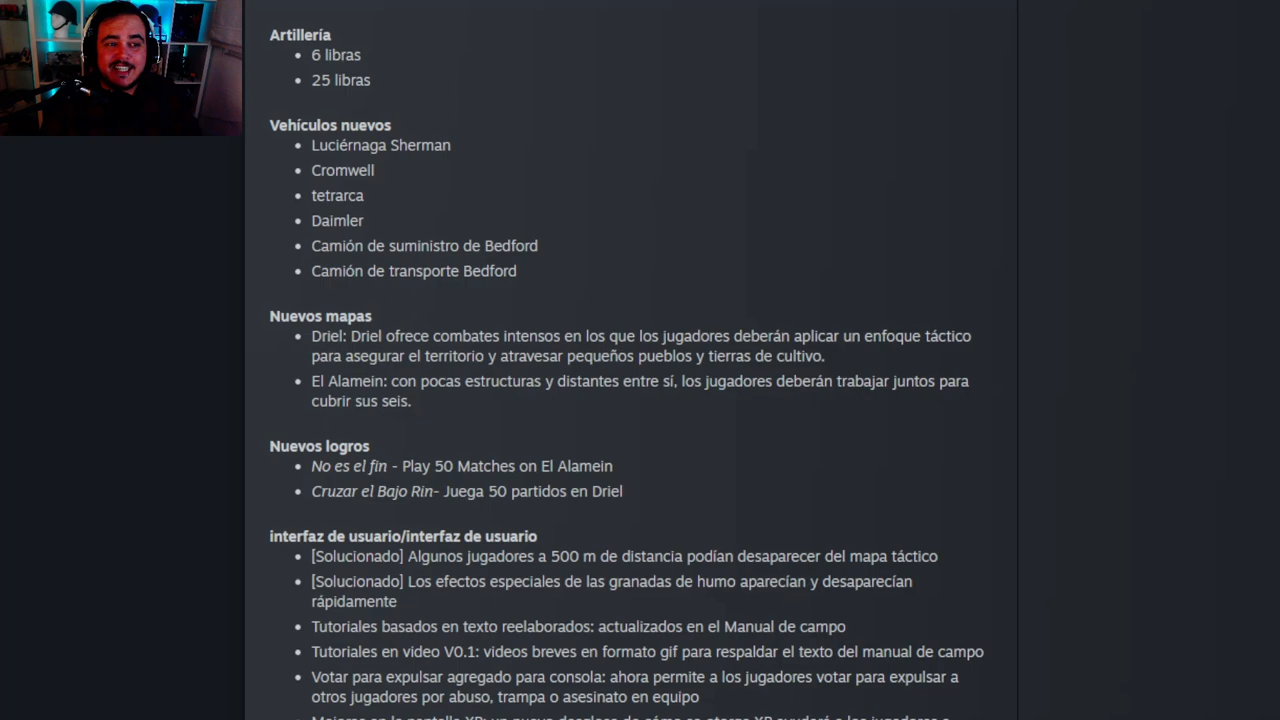 Artillería
• 6 libras
• 25 libras
Vehículos nuevos
• Luciérnaga Sherman
• Cromwell
• tetrarca
• Daimler
• Camión de suministro de Bedford
• Camión de transporte Bedford
Nuevos mapas
• Driel: Driel ofrece combates intensos en los que los jugadores deberán aplicar un enfoque táctico
para asegurar el territorio y atravesar pequeños pueblos y tierras de cultivo.
• El Alamein: con pocas estructuras y distantes entre sí, los jugadores deberán trabajar juntos para
cubrir sus seis.
Nuevos logros
• No es el fin - Play 50 Matches on El Alamein
• Cruzar el Bajo Rin- Juega 50 partidos en Driel
interfaz de usuario/interfaz de usuario
• [Solucionado] Algunos jugadores a 500 m de distancia podían desaparecer del mapa táctico
• [Solucionado] Los efectos especiales de las granadas de humo aparecían y desaparecían
rápidamente
• Tutoriales basados en texto reelaborados: actualizados en el Manual de campo
• Tutoriales en video V0.1: videos breves en formato gif para respaldar el texto del manual de campo
• Votar para expulsar agregado para consola: ahora permite a los jugadores votar para expulsar a
otros jugadores por abuso, trampa o asesinato en equipo